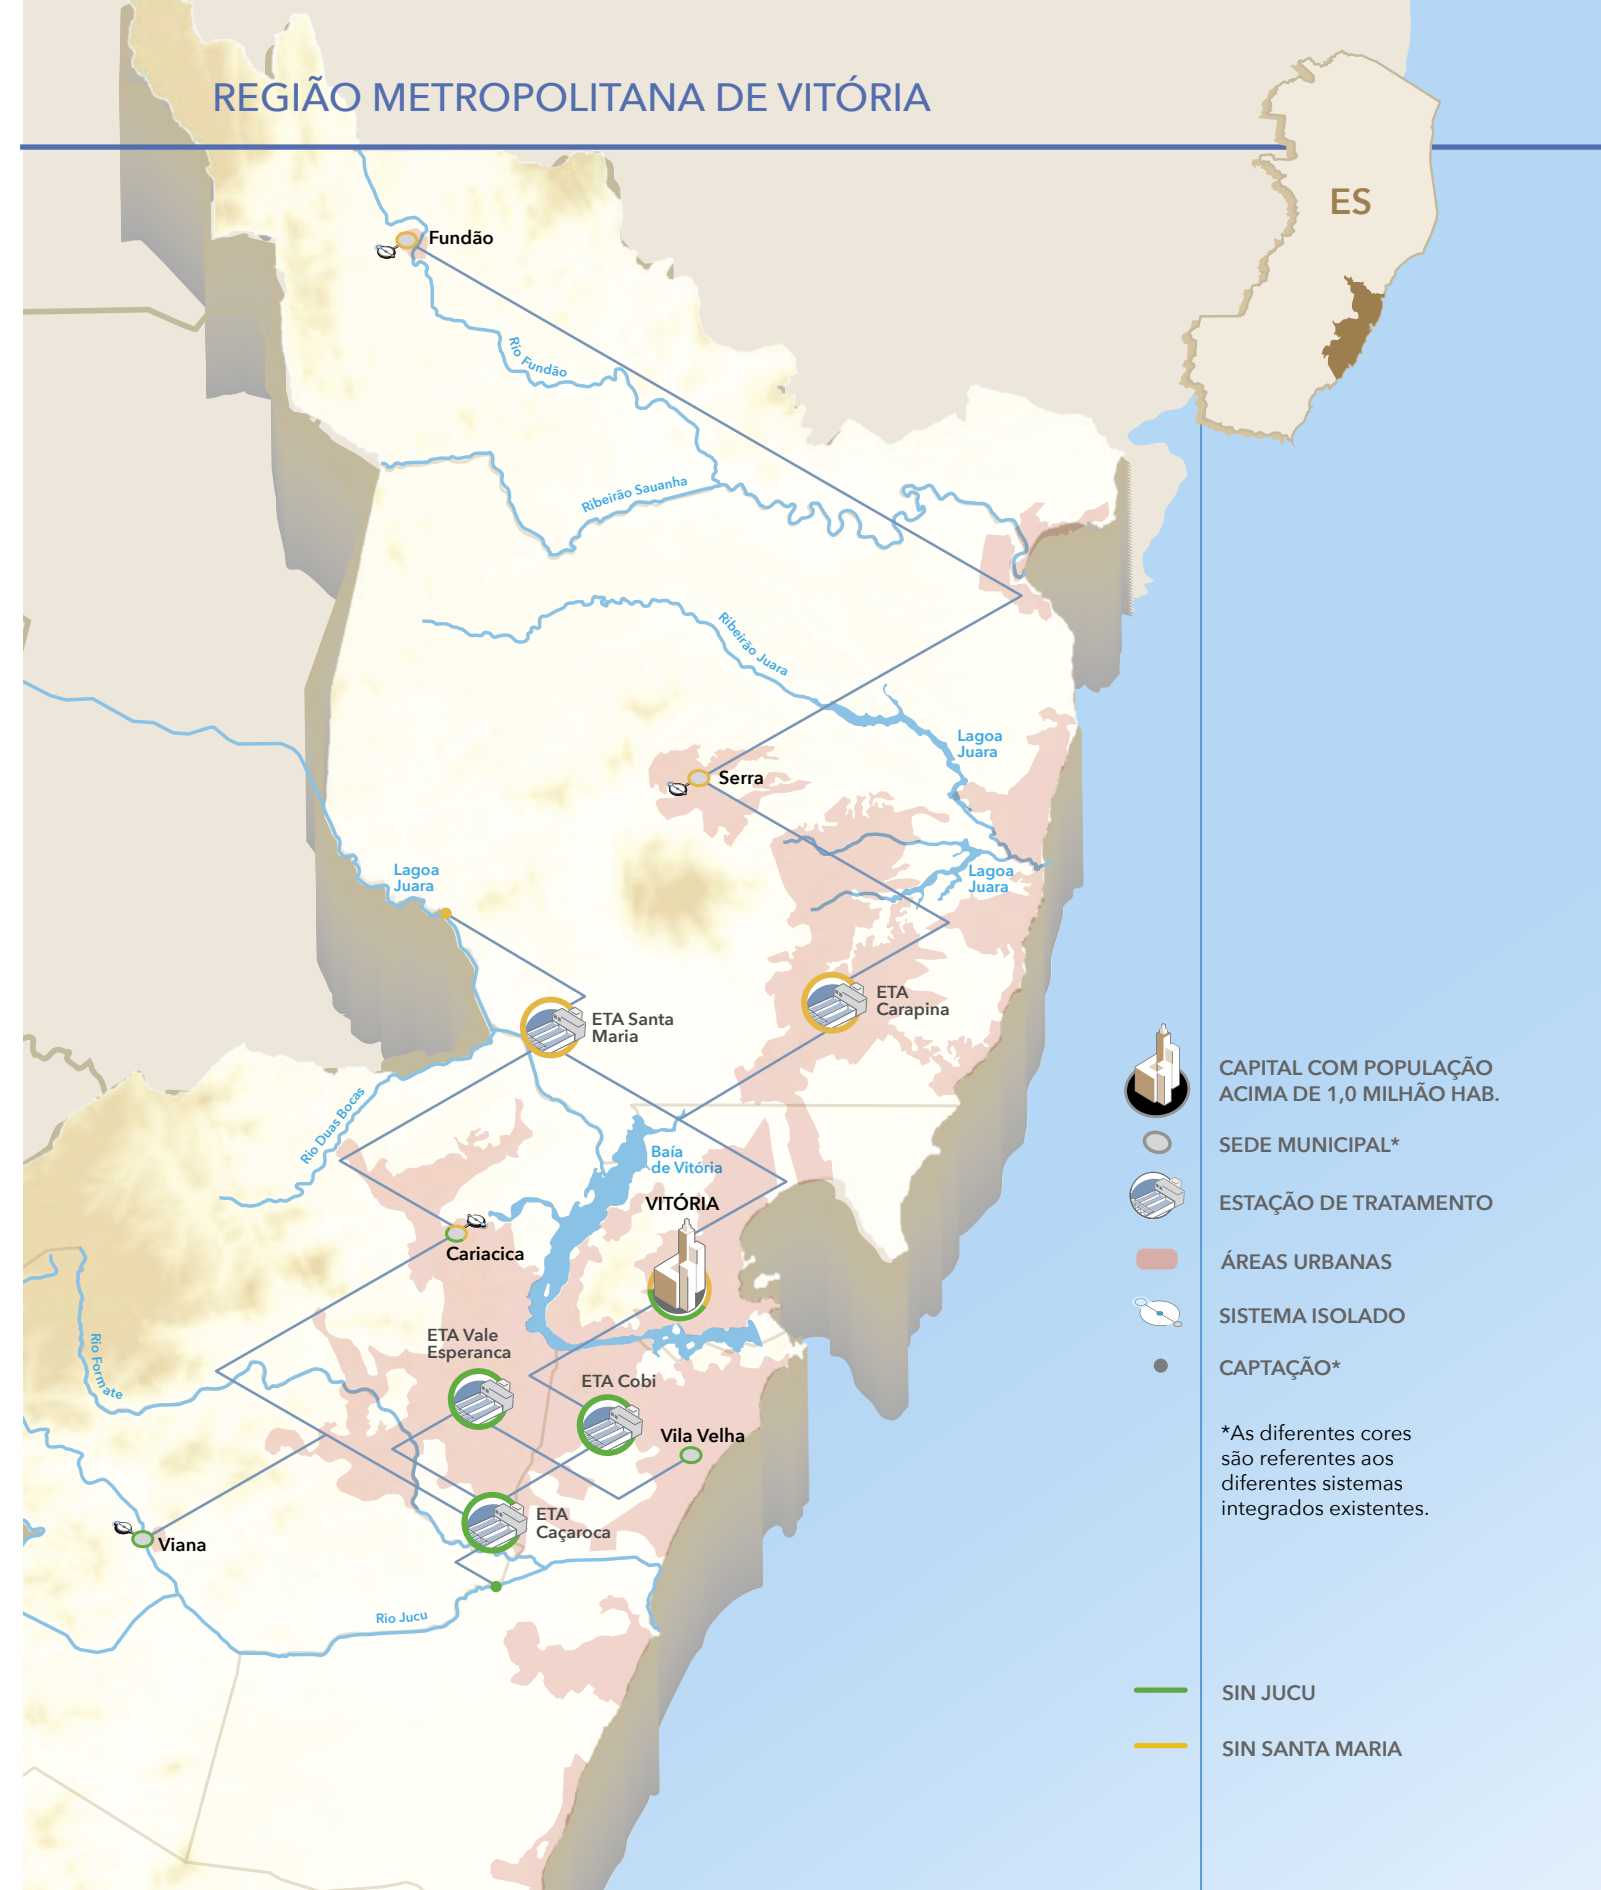 REGIÃO METROPOLITANA DE VITÓRIA
ES
Fundão
Rio Fundão
Ribeirão Sauanha
Ribeirão Juara
Lagoa
Juara
Serra
Lagoa
Juara
Lagoa
Juara
ETA
Carapina
ETA Santa
Maria
Rio Duas Bocas
Baía
de Vitória
VITÓRIA
Cariacica
ETA Vale
Esperanca
Rio Formate
ETA Cobi
Vila Velha
ETA
Caçaroca
Viana
Rio Jucu
CAPITAL COM POPULAÇÃO
ACIMA DE 1,0 MILHÃO HAB.
SEDE MUNICIPAL*
ESTAÇÃO DE TRATAMENTO
ÁREAS URBANAS
SISTEMA ISOLADO
CAPTAÇÃO*
*As diferentes cores
são referentes aos
diferentes sistemas
integrados existentes.
SIN JUCU
SIN SANTA MARIA